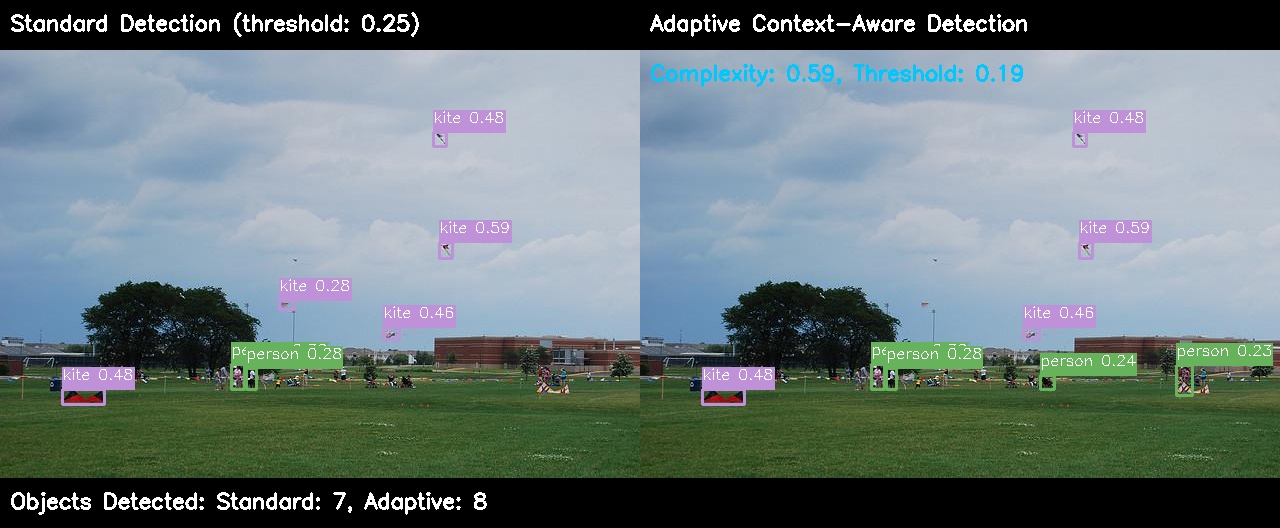 Standard Detection (threshold: 0.25)
Adaptive Context-Aware Detection
Complexity: 0.59, Threshold: 0.19
kite 0.48
kite 0.59
kite 0.28
kite 0.46
person 0.28
kite 0.48
kite 0.48
kite 0.59
kite 0.46
person 0.28
person 0.24
person 0.23
kite 0.48
Objects Detected: Standard: 7, Adaptive: 8